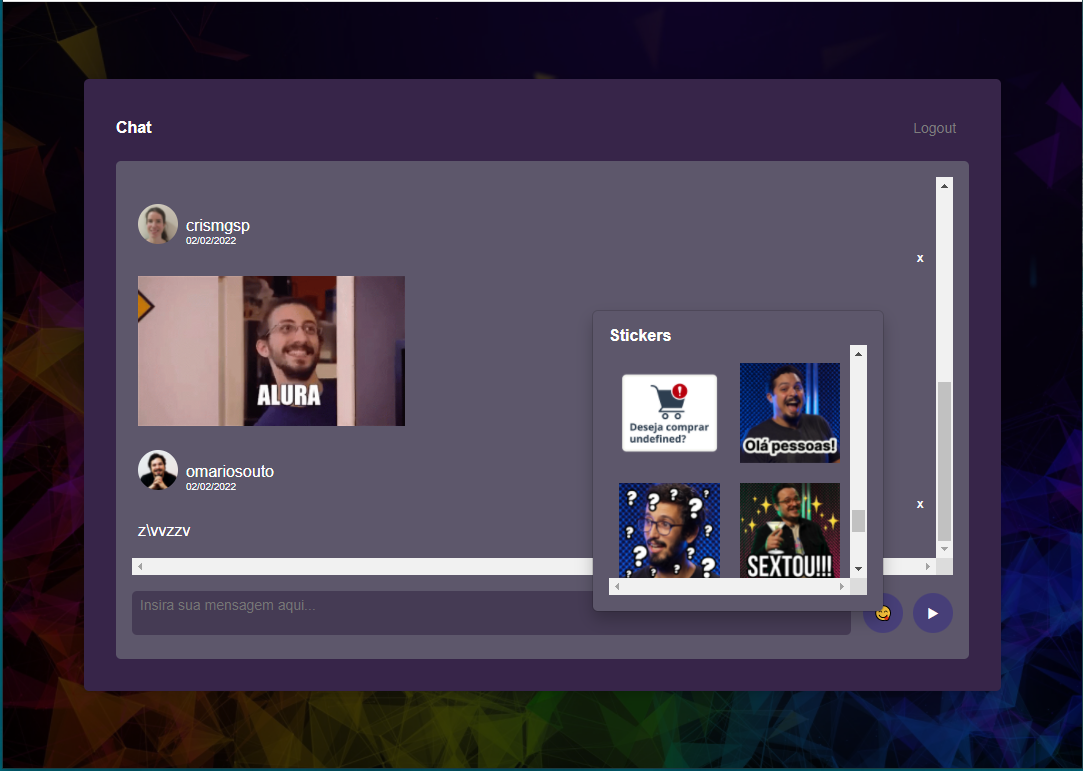 Chat
Logout
crismgsp
02/02/2022
x
ALURA
Stickers
Deseja comprar
undefined?
Olá pessoas!
omariosouto
02/02/2022
x
z\vvzzv
SEXTOU!!!
Insira sua mensagem aqui...